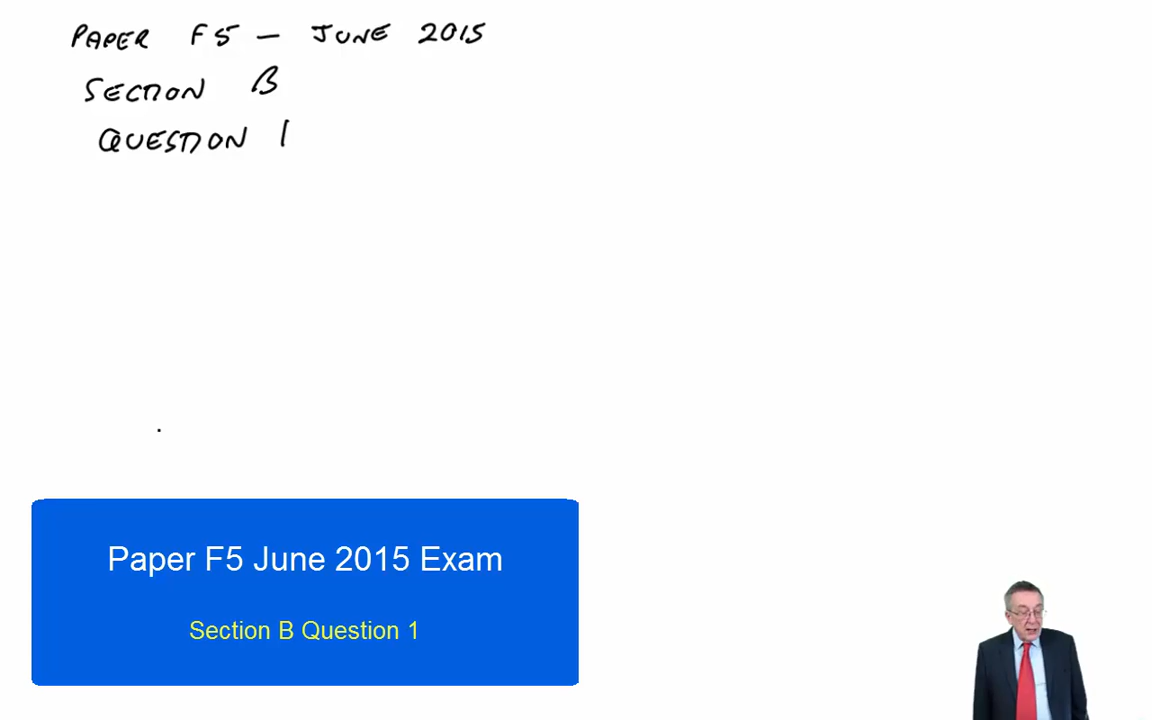 PAPER F5 - JUNE 2015
SECTION B
QUESTION 1
Paper F5 June 2015 Exam
Section B Question 1